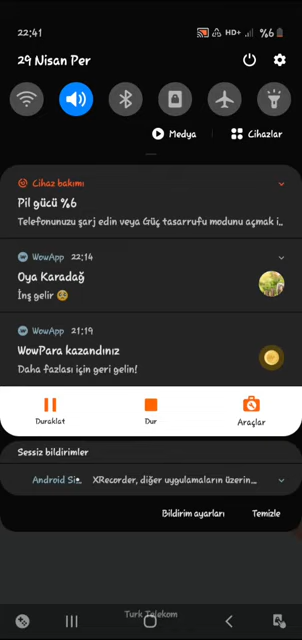 22:41
HD+
%6
29 Nisan Per
Medya
Cihazlar
Cihaz bakımı
Pil gücü %6
Telefonunuzu şarj edin veya Güç tasarrufu modunu açmak i..
WowApp 22:14
Oya Karadağ
İnş gelir 🥺
WowApp 21:19
WowPara kazandınız
Daha fazlası için geri gelin!
Duraklat
Dur
Araçlar
Sessiz bildirimler
Android Si.. XRecorder, diğer uygulamaların üzerin...
Bildirim ayarları
Temizle
Turk Telekom